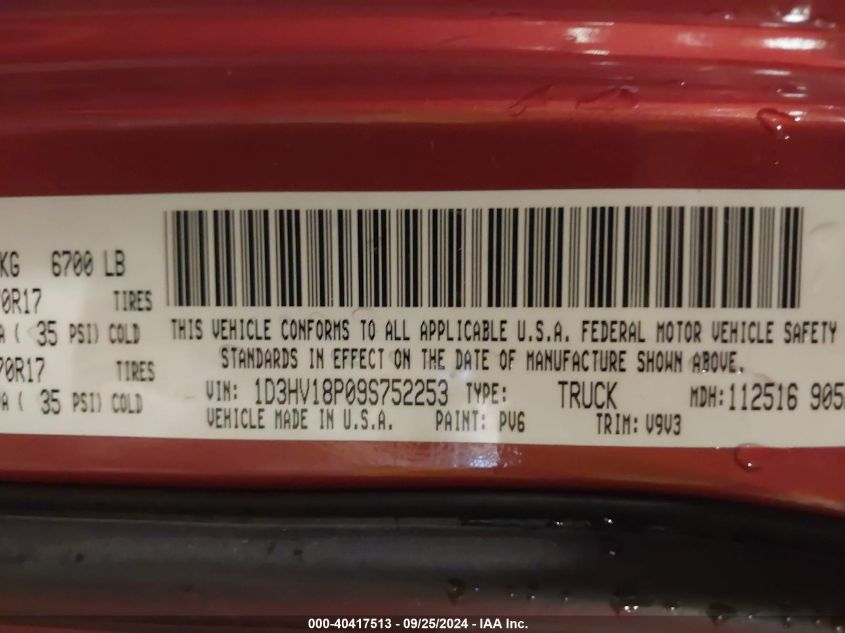 KG 6700 LB
70R17 TIRES
A ( 35 PSI) COLD
70R17 TIRES
A ( 35 PSI) COLD
THIS VEHICLE CONFORMS TO ALL APPLICABLE U.S.A. FEDERAL MOTOR VEHICLE SAFETY
STANDARDS IN EFFECT ON THE DATE OF MANUFACTURE SHOWN ABOVE.
VIN: 1D3HV18P09S752253 TYPE: TRUCK MDH: 112516 905
VEHICLE MADE IN U.S.A. PAINT: PV6 TRIM: V9V3
000-40417513 - 09/25/2024 - IAA Inc.